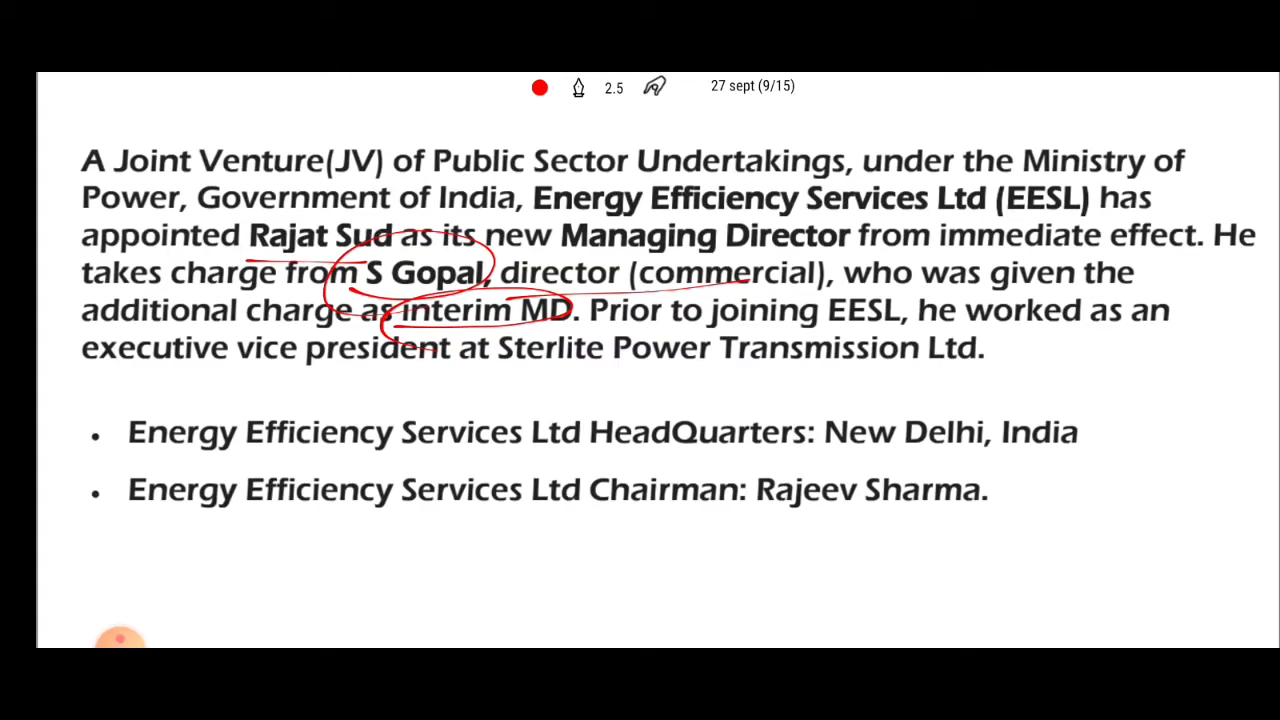 2.5 27 sept (9/15)
A Joint Venture(JV) of Public Sector Undertakings, under the Ministry of
Power, Government of India, Energy Efficiency Services Ltd (EESL) has
appointed Rajat Sud as its new Managing Director from immediate effect. He
takes charge from S Gopal, director (commercial), who was given the
additional charge as interim MD. Prior to joining EESL, he worked as an
executive vice president at Sterlite Power Transmission Ltd.
• Energy Efficiency Services Ltd HeadQuarters: New Delhi, India
• Energy Efficiency Services Ltd Chairman: Rajeev Sharma.